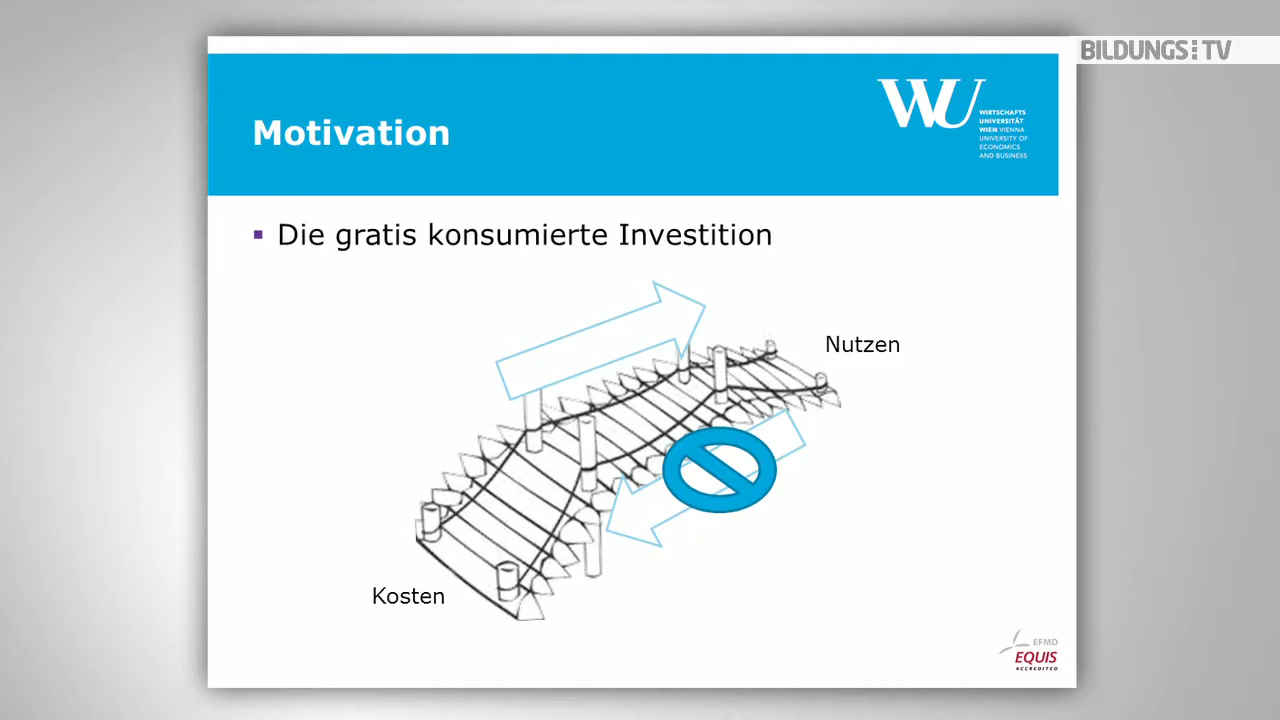 BILDUNGS TV
Motivation
WU
WIRTSCHAFTS
UNIVERSITÄT
WIEN VIENNA
UNIVERSITY OF
ECONOMICS
AND BUSINESS
Die gratis konsumierte Investition
Nutzen
Kosten
EFMD
EQUIS
ACCREDITED